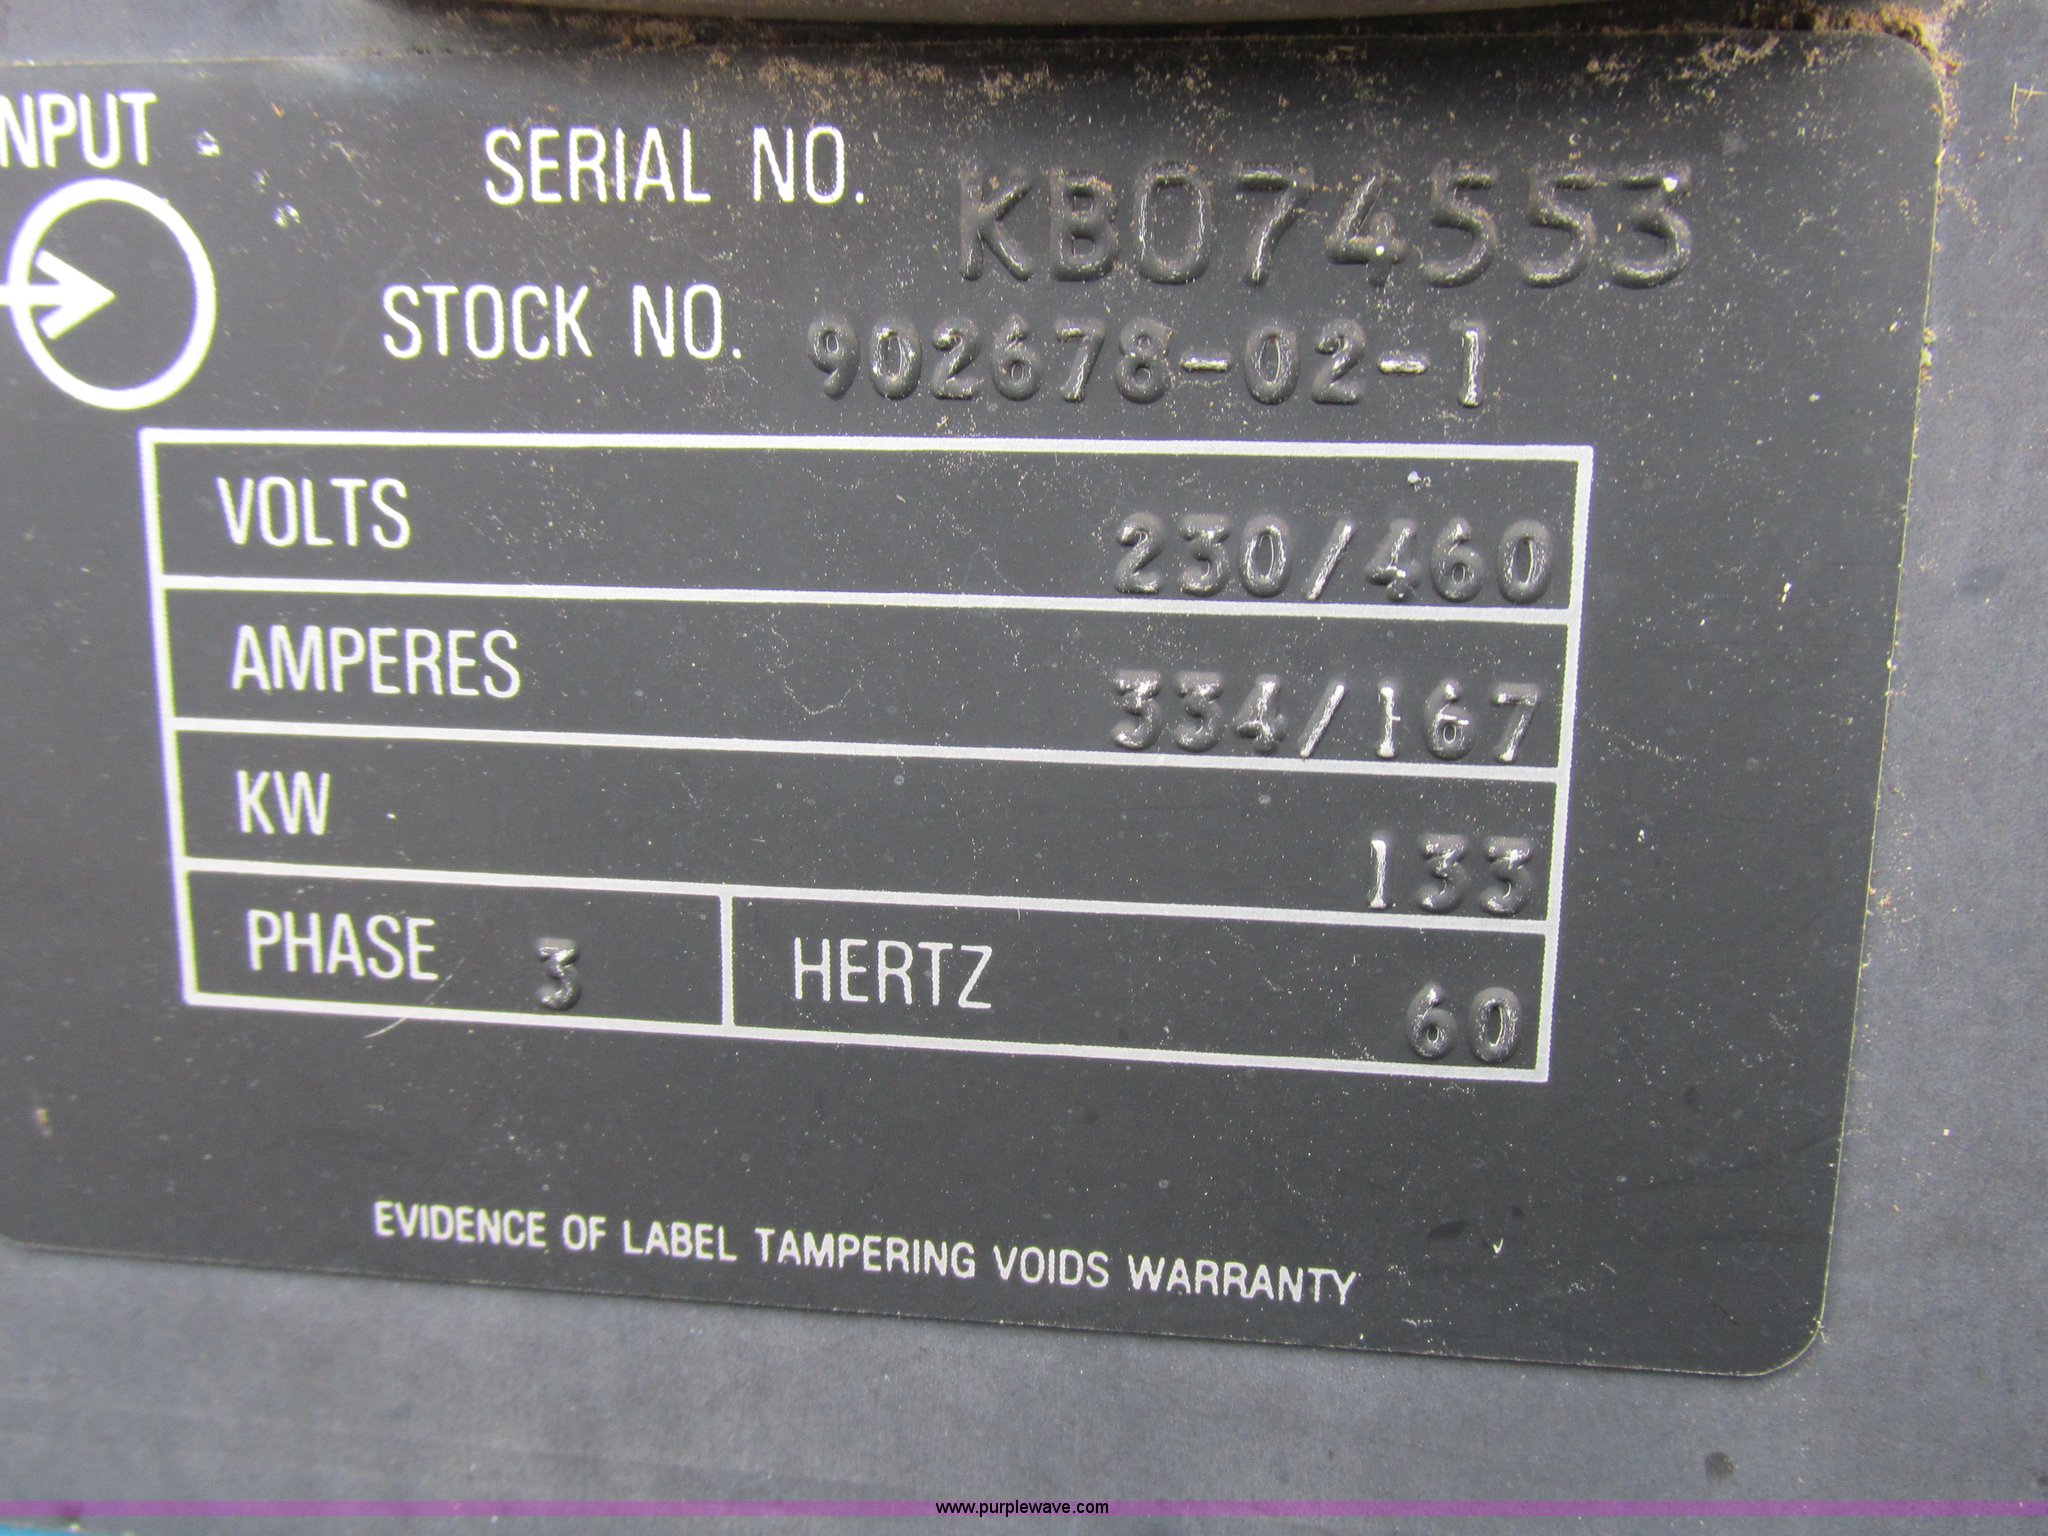 INPUT
SERIAL NO. KB074553
STOCK NO. 902678-02-1
VOLTS 230/460
AMPERES 334/167
KW 133
PHASE 3 HERTZ 60
EVIDENCE OF LABEL TAMPERING VOIDS WARRANTY
www.purplewave.com